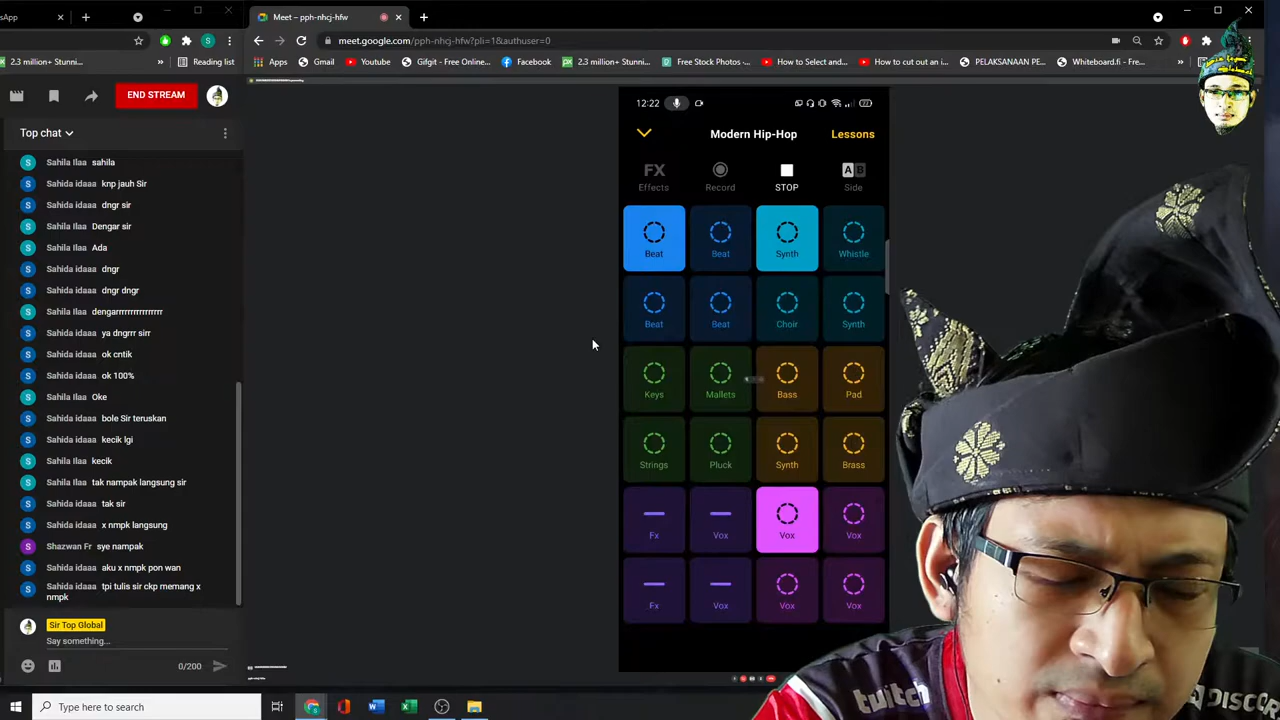 sApp
Meet – pph-nhcj-hfw
meet.google.com/pph-nhcj-hfw?pli=1&authuser=0
2.3 million+ Stunni...
Reading list
Apps
Gmail
Youtube
Gifgit - Free Onlin...
Facebook
2.3 million+ Stunni...
Free Stock Photos -...
How to Select and...
How to cut out an i...
PELAKSANAAN PE...
Whiteboard.fi - Fre...
END STREAM
Top chat
Sahila Ilaa sahila
Sahida idaaa knp jauh Sir
Sahida idaaa dngr sir
Sahila Ilaa Dengar sir
Sahila Ilaa Ada
Sahida idaaa dngr
Sahida idaaa dngr dngr
Sahila Ilaa dengarrrrrrrrrrrrrrrr
Sahida idaaa ya dngrrr sirr
Sahida idaaa ok cntik
Sahida idaaa ok 100%
Sahila Ilaa Oke
Sahida idaaa bole Sir teruskan
Sahida idaaa kecik lgi
Sahila Ilaa kecik
Sahila Ilaa tak nampak langsung sir
Sahida idaaa tak sir
Sahida idaaa x nmpk langsung
Shazwan Fr sye nampak
Sahida idaaa aku x nmpk pon wan
Sahida idaaa tpi tulis sir ckp memang x
nmpk
Sir Top Global
Say something...
0/200
12:22
Modern Hip-Hop
Lessons
FX
Effects
Record
STOP
A B
Side
Beat
Beat
Synth
Whistle
Beat
Beat
Choir
Synth
Keys
Mallets
Bass
Pad
Strings
Pluck
Synth
Brass
Fx
Vox
Vox
Vox
Fx
Vox
Vox
Vox
twitch
DISCOR
Type here to search